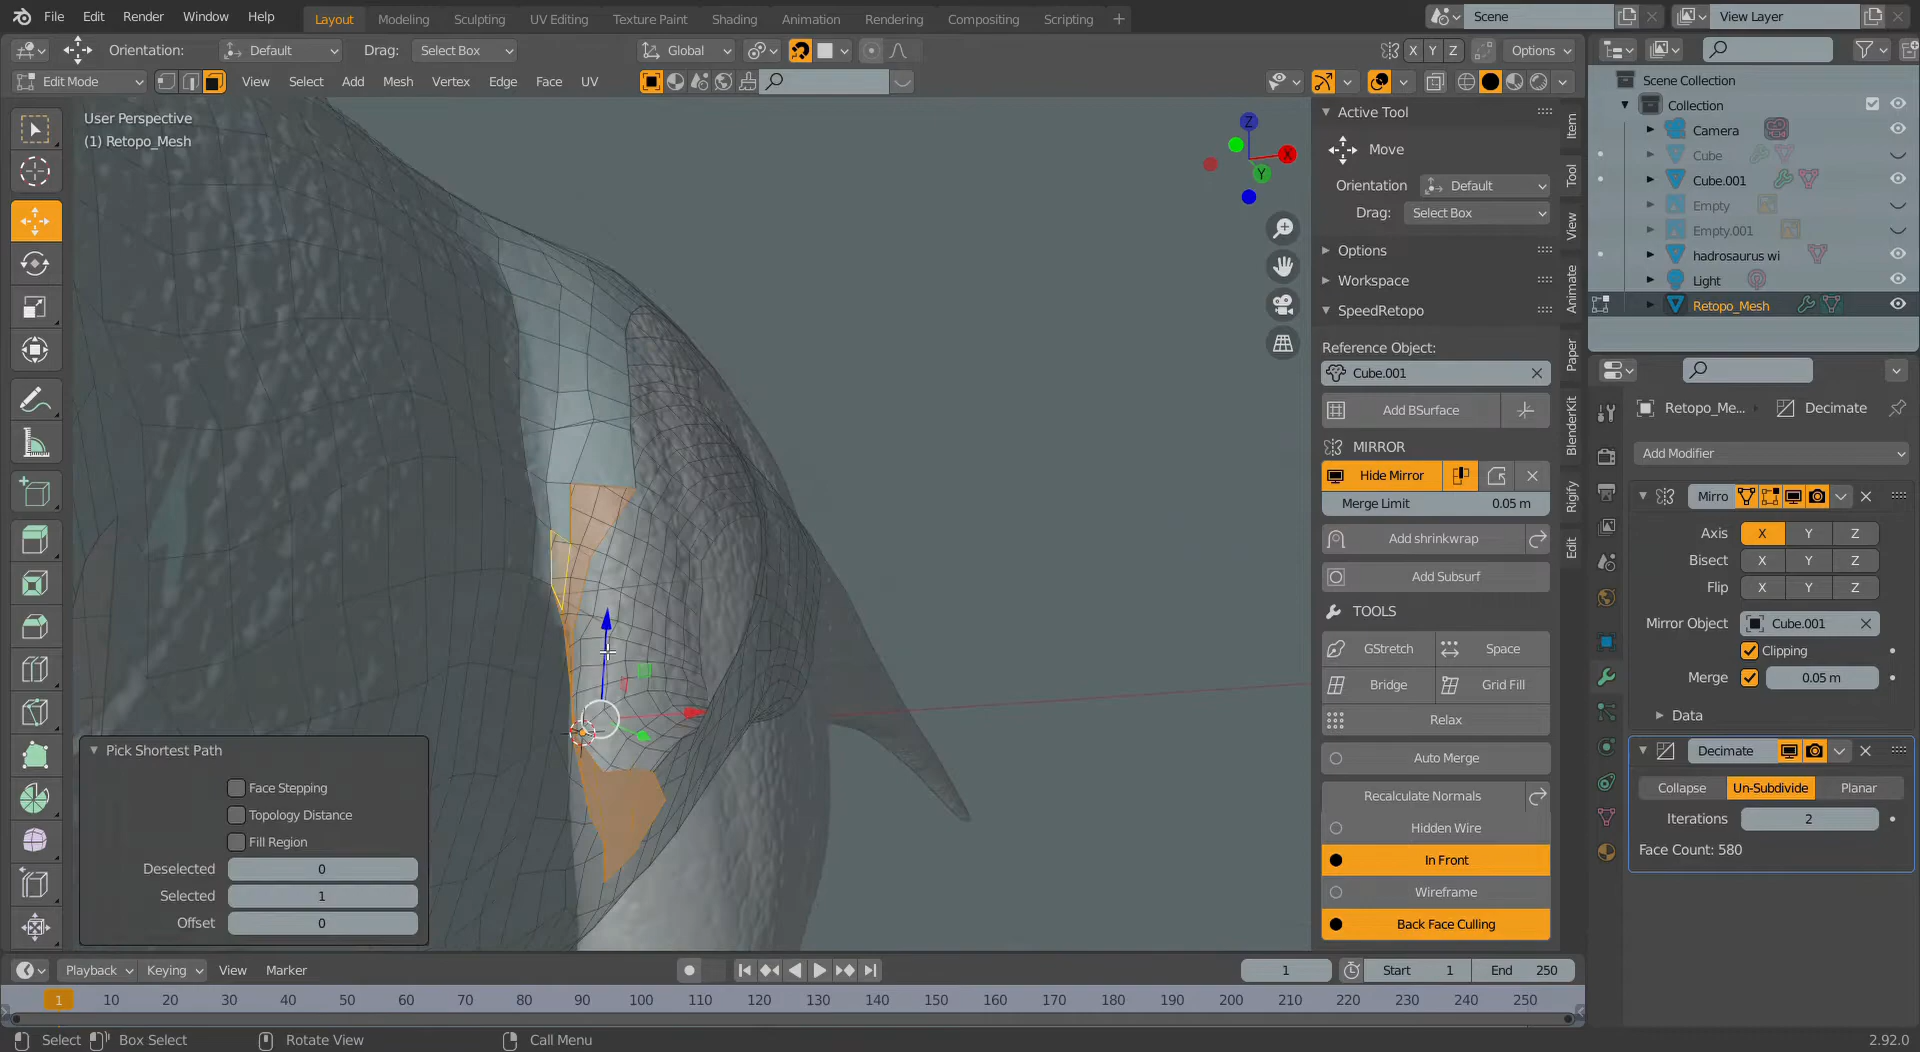 File Edit Render Window Help Layout Modeling Sculpting UV Editing Texture Paint Shading Animation Rendering Compositing Scripting + Scene View Layer
Orientation: Default Drag: Select Box Global X Y Z Options
Edit Mode View Select Add Mesh Vertex Edge Face UV
User Perspective
(1) Retopo_Mesh
Z
X
Y
Pick Shortest Path
Face Stepping
Topology Distance
Fill Region
Deselected 0
Selected 1
Offset 0
Active Tool
Move
Orientation Default
Drag: Select Box
Options
Workspace
SpeedRetopo
Reference Object:
Cube.001
Add BSurface
MIRROR
Hide Mirror
Merge Limit 0.05 m
Add shrinkwrap
Add Subsurf
TOOLS
GStretch Space
Bridge Grid Fill
Relax
Auto Merge
Recalculate Normals
Hidden Wire
In Front
Wireframe
Back Face Culling
Item
Tool
View
Animate
Paper
BlenderKit
Rigify
Edit
Scene Collection
Collection
Camera
Cube
Cube.001
Empty
Empty.001
hadrosaurus wi
Light
Retopo_Mesh
Retopo_Me... Decimate
Add Modifier
Mirro
Axis X Y Z
Bisect X Y Z
Flip X Y Z
Mirror Object Cube.001
Clipping
Merge 0.05 m
Data
Decimate
Collapse Un-Subdivide Planar
Iterations 2
Face Count: 580
Playback Keying View Marker 1 Start 1 End 250
1 10 20 30 40 50 60 70 80 90 100 110 120 130 140 150 160 170 180 190 200 210 220 230 240 250
Select Box Select Rotate View Call Menu 2.92.0